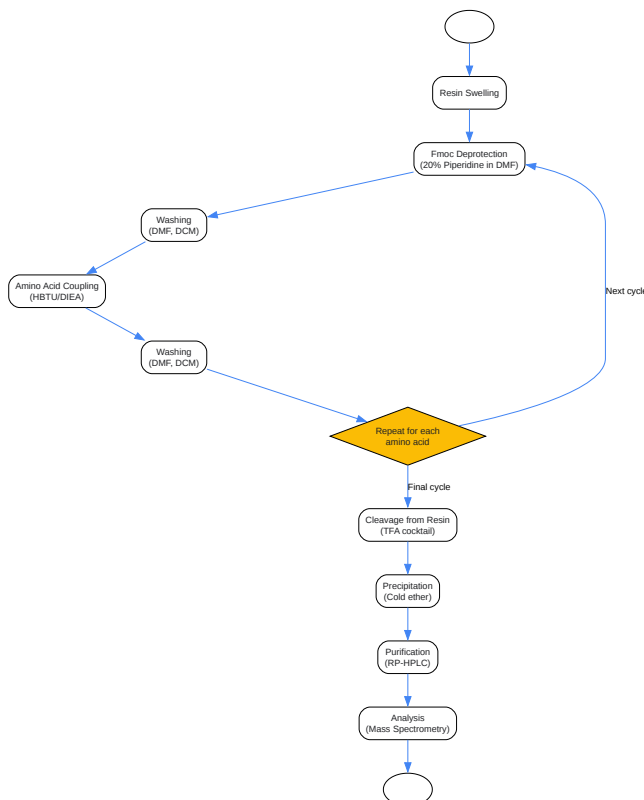 Resin Swelling
Fmoc Deprotection
(20% Piperidine in DMF)
Washing
(DMF, DCM)
Amino Acid Coupling
(HBTU/DIEA)
Next cycle
Washing
(DMF, DCM)
Repeat for each
amino acid
Final cycle
Cleavage from Resin
(TFA cocktail)
Precipitation
(Cold ether)
Purification
(RP-HPLC)
Analysis
(Mass Spectrometry)